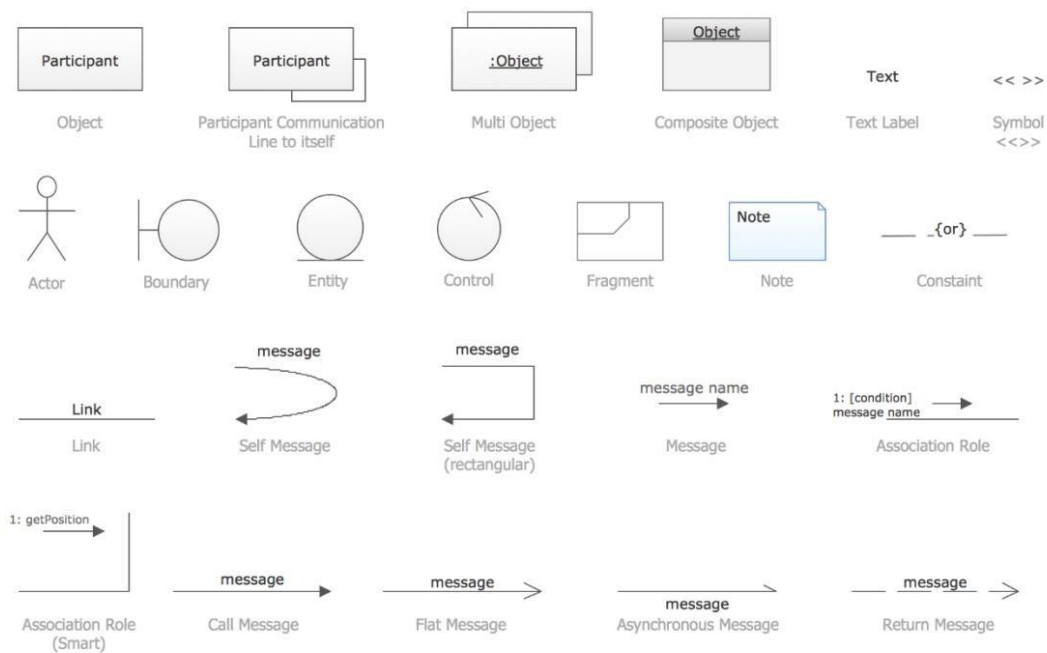 Participant
Participant
:Object
Object
Text
<< >>
Object
Participant Communication
Line to itself
Multi Object
Composite Object
Text Label
Symbol
<<>>
Note
{or}
Actor
Boundary
Entity
Control
Fragment
Note
Constaint
message
message
message name
1: [condition]
message name
Link
Link
Self Message
Self Message
(rectangular)
Message
Association Role
1: getPosition
message
message
message
message
Association Role
(Smart)
Call Message
Flat Message
Asynchronous Message
Return Message